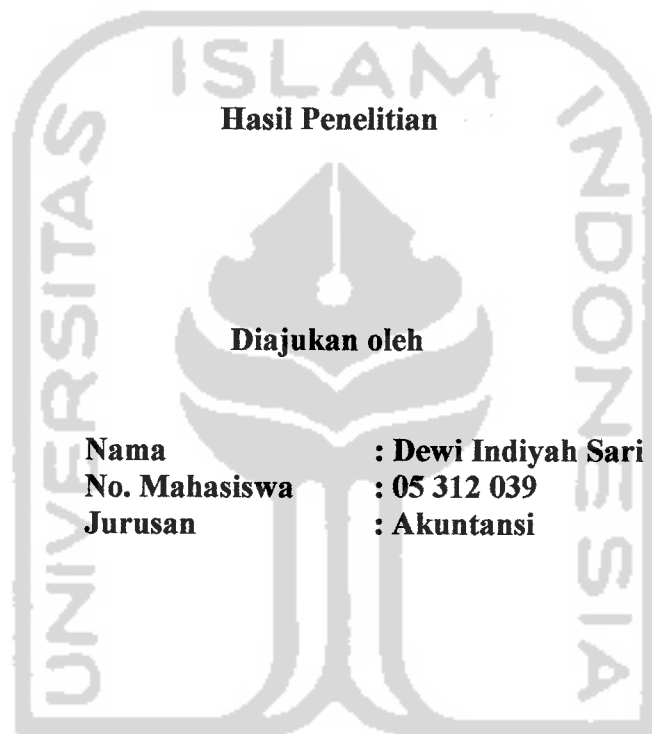 UNIVERSITAS ISLAM INDONESIA
Hasil Penelitian
Diajukan oleh
Nama : Dewi Indiyah Sari
No. Mahasiswa : 05 312 039
Jurusan : Akuntansi